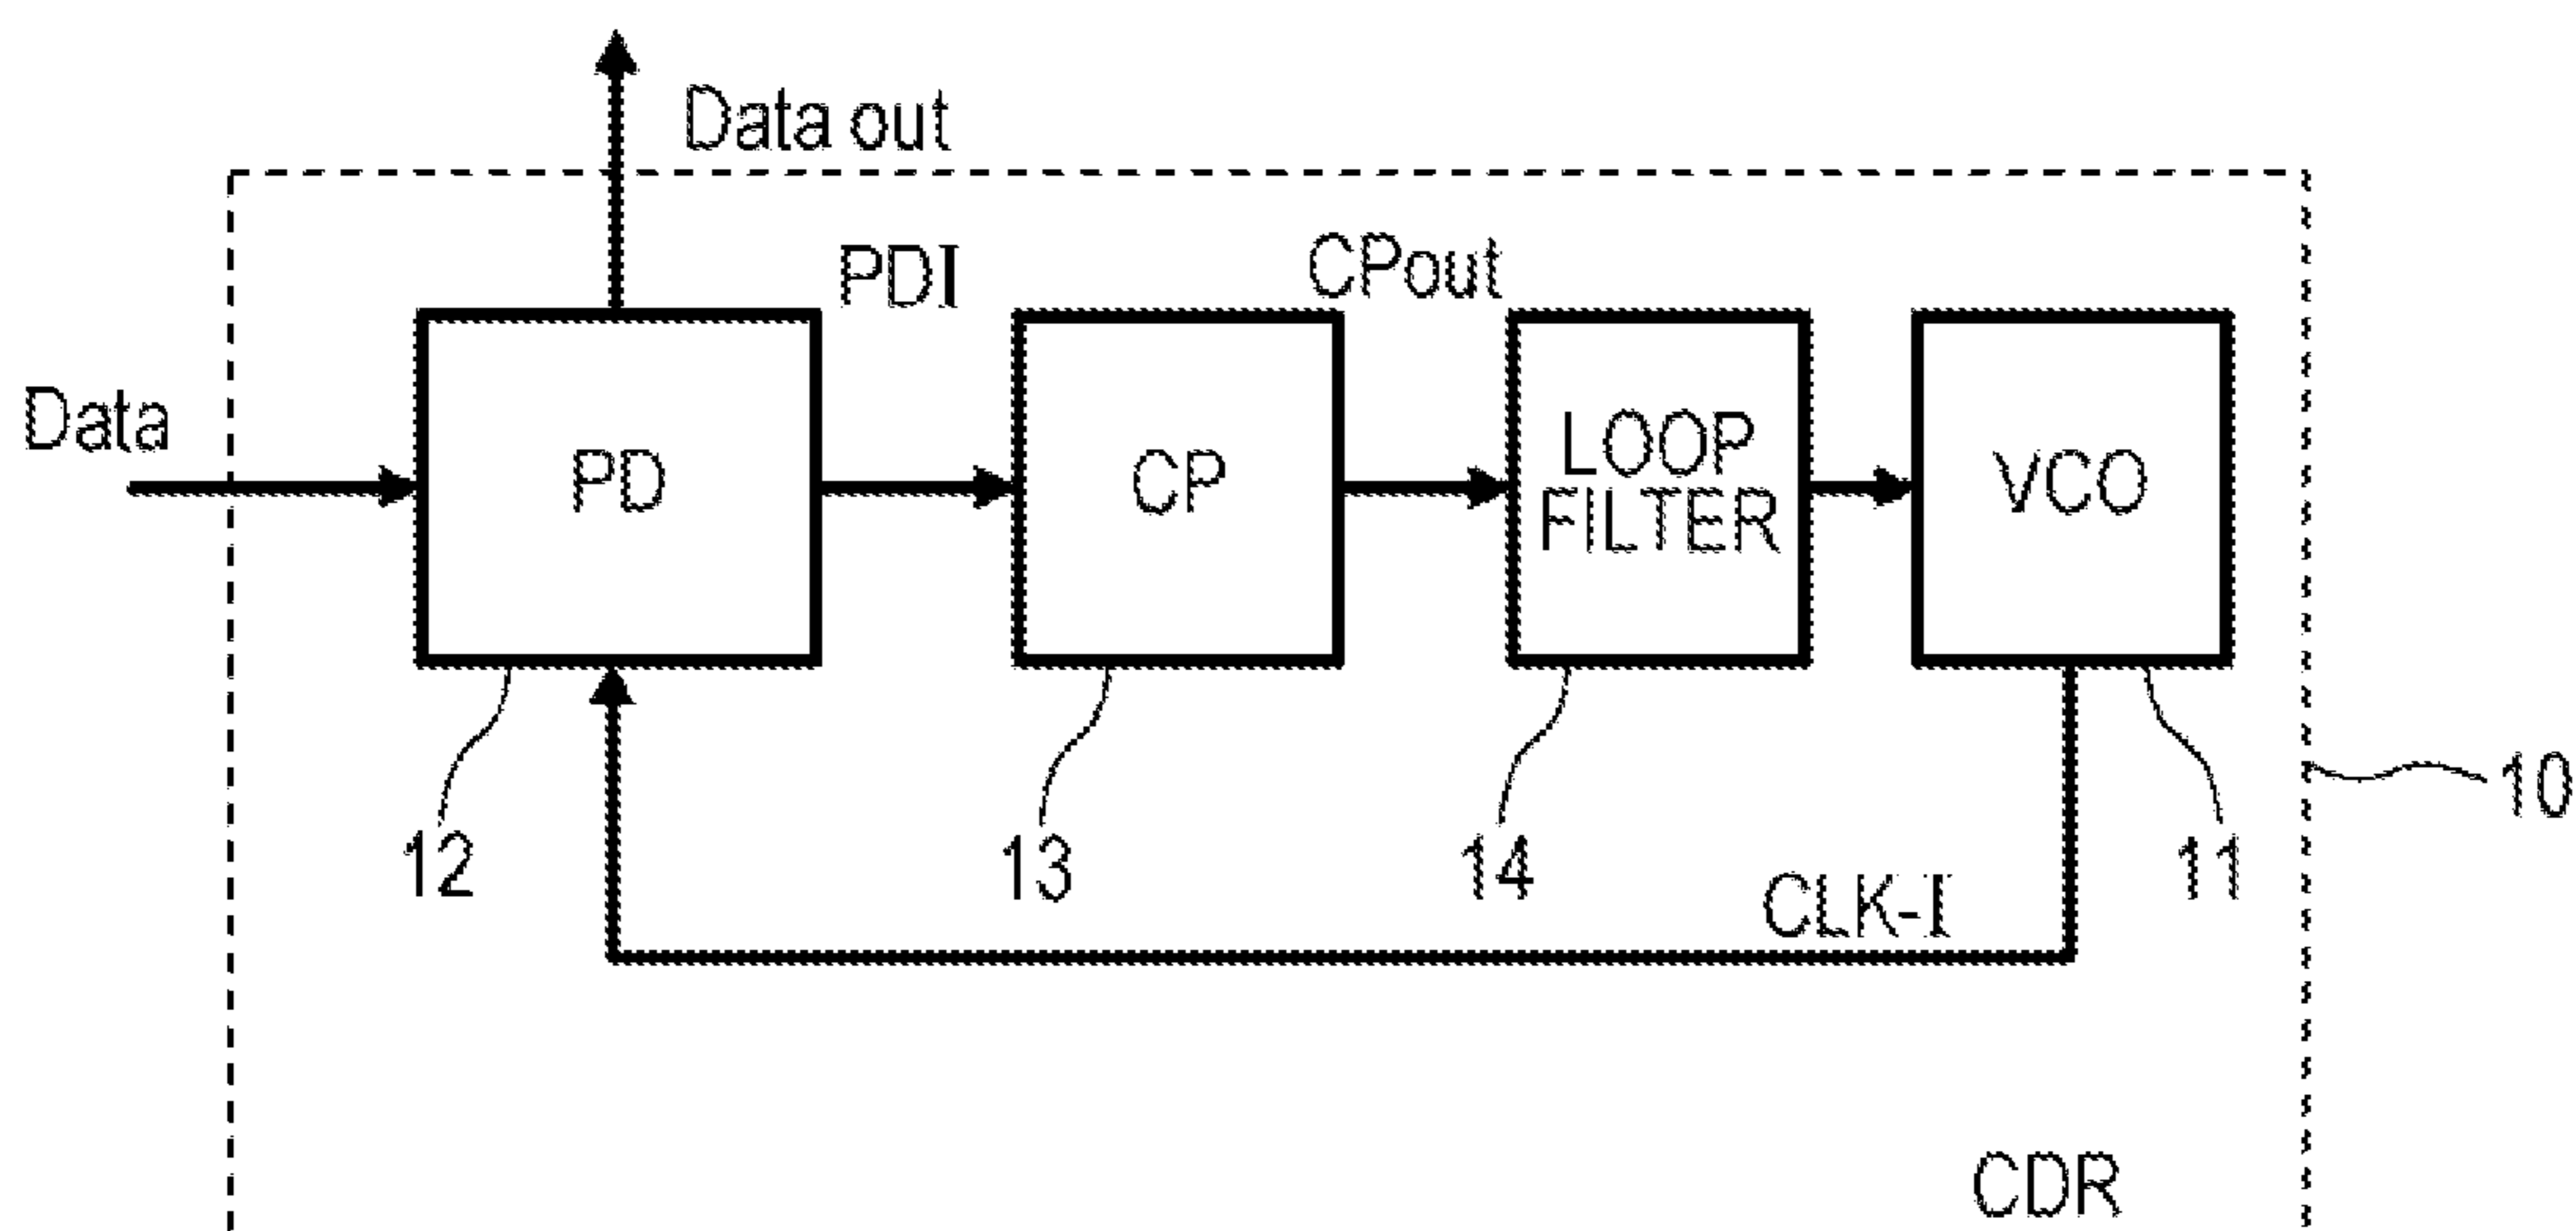 Data out
PDI
CPout
Data
PD
CP
LOOP
FILTER
VCO
10
12
13
14
11
CLK-I
CDR